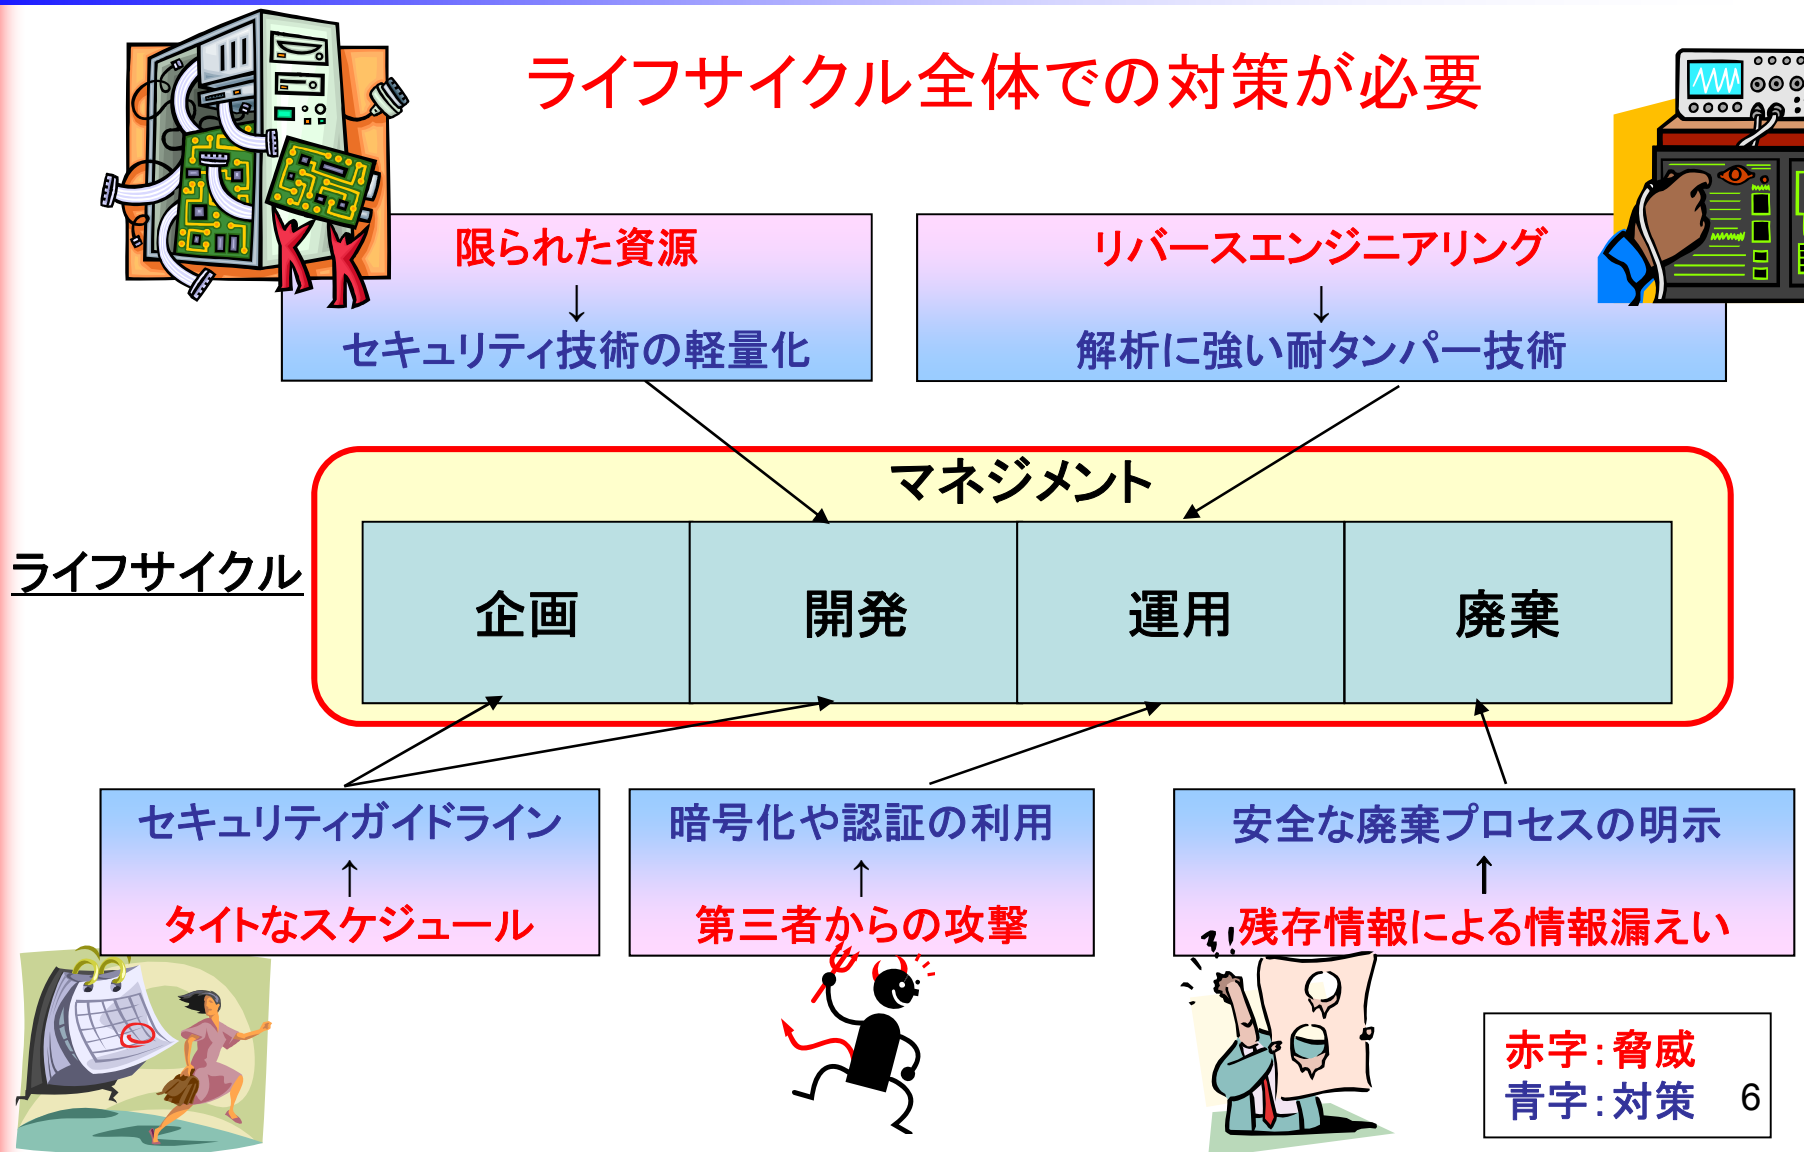 ライフサイクル全体での対策が必要
限られた資源
↓
セキュリティ技術の軽量化
リバースエンジニアリング
↓
解析に強い耐タンパー技術
マネジメント
ライフサイクル
企画
開発
運用
廃棄
セキュリティガイドライン
↑
タイトなスケジュール
暗号化や認証の利用
↑
第三者からの攻撃
安全な廃棄プロセスの明示
↑
残存情報による情報漏えい
赤字：脅威
青字：対策
6